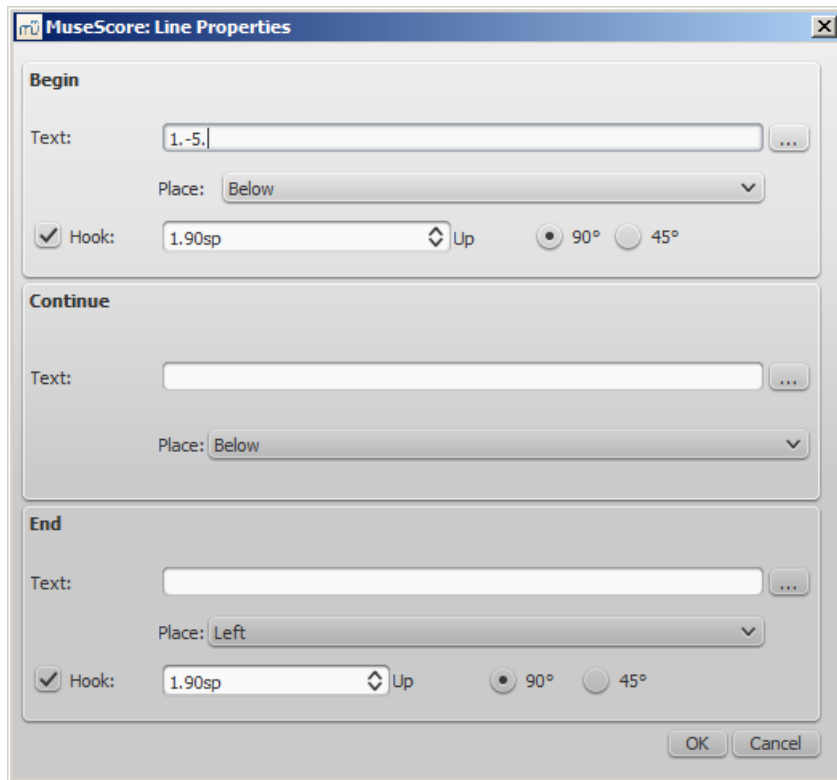 mü MuseScore: Line Properties
Begin
Text: 1.-5. ...
Place: Below
Hook: 1.90sp Up 90° 45°
Continue
Text: ...
Place: Below
End
Text: ...
Place: Left
Hook: 1.90sp Up 90° 45°
OK Cancel